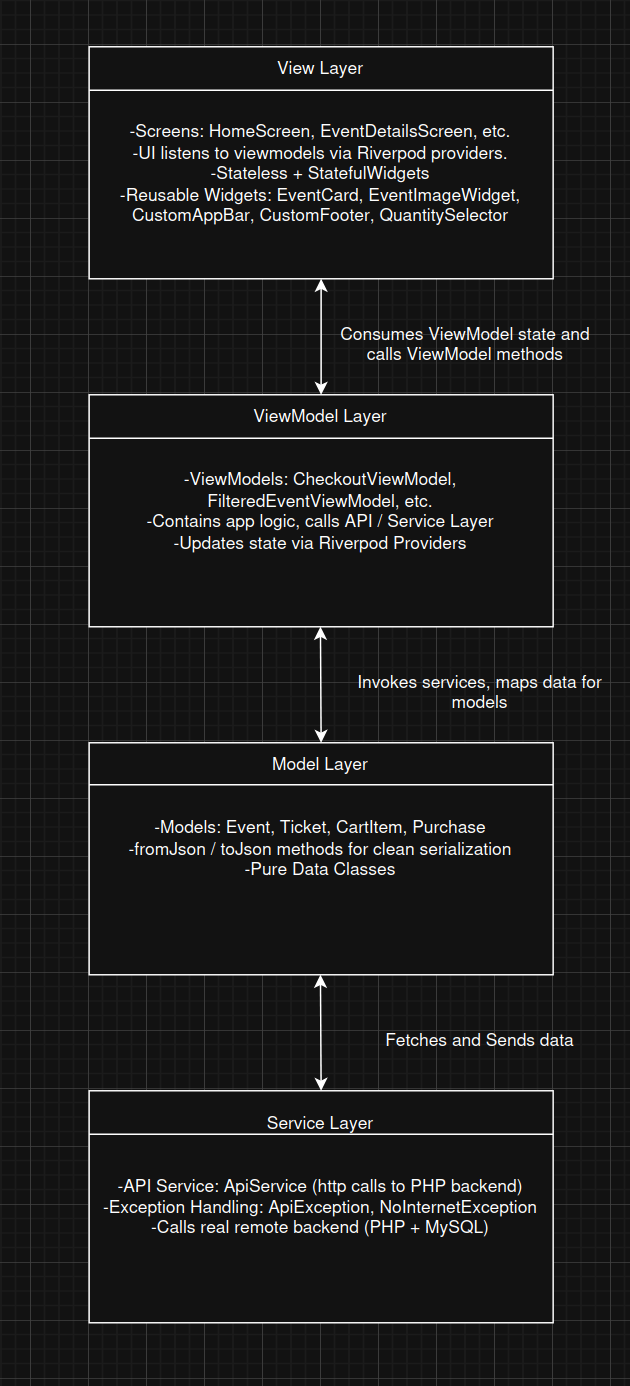 View Layer
-Screens: HomeScreen, EventDetailsScreen, etc.
-UI listens to viewmodels via Riverpod providers.
-Stateless + StatefulWidgets
-Reusable Widgets: EventCard, EventImageWidget,
CustomAppBar, CustomFooter, QuantitySelector
Consumes ViewModel state and
calls ViewModel methods
ViewModel Layer
-ViewModels: CheckoutViewModel,
FilteredEventViewModel, etc.
-Contains app logic, calls API / Service Layer
-Updates state via Riverpod Providers
Invokes services, maps data for
models
Model Layer
-Models: Event, Ticket, CartItem, Purchase
-fromJson / toJson methods for clean serialization
-Pure Data Classes
Fetches and Sends data
Service Layer
-API Service: ApiService (http calls to PHP backend)
-Exception Handling: ApiException, NoInternetException
-Calls real remote backend (PHP + MySQL)